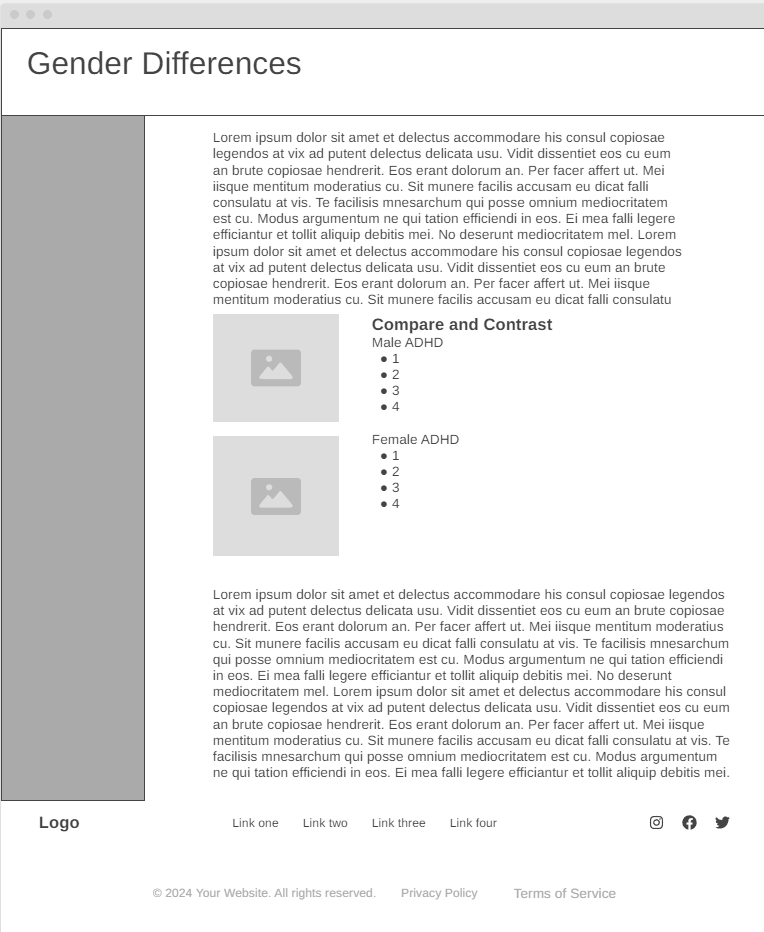 Gender Differences
Lorem ipsum dolor sit amet et delectus accommodare his consul copiosae
legendos at vix ad putent delectus delicata usu. Vidit dissentiet eos cu eum
an brute copiosae hendrerit. Eos erant dolorum an. Per facer affert ut. Mei
iisque mentitum moderatius cu. Sit munere facilis accusam eu dicat falli
consulatu at vis. Te facilisis mnesarchum qui posse omnium mediocritatem
est cu. Modus argumentum ne qui tation efficiendi in eos. Ei mea falli legere
efficiantur et tollit aliquip debitis mei. No deserunt mediocritatem mel. Lorem
ipsum dolor sit amet et delectus accommodare his consul copiosae legendos
at vix ad putent delectus delicata usu. Vidit dissentiet eos cu eum an brute
copiosae hendrerit. Eos erant dolorum an. Per facer affert ut. Mei iisque
mentitum moderatius cu. Sit munere facilis accusam eu dicat falli consulatu
Compare and Contrast
Male ADHD
● 1
● 2
● 3
● 4
Female ADHD
● 1
● 2
● 3
● 4
Lorem ipsum dolor sit amet et delectus accommodare his consul copiosae legendos
at vix ad putent delectus delicata usu. Vidit dissentiet eos cu eum an brute copiosae
hendrerit. Eos erant dolorum an. Per facer affert ut. Mei iisque mentitum moderatius
cu. Sit munere facilis accusam eu dicat falli consulatu at vis. Te facilisis mnesarchum
qui posse omnium mediocritatem est cu. Modus argumentum ne qui tation efficiendi
in eos. Ei mea falli legere efficiantur et tollit aliquip debitis mei. No deserunt
mediocritatem mel. Lorem ipsum dolor sit amet et delectus accommodare his consul
copiosae legendos at vix ad putent delectus delicata usu. Vidit dissentiet eos cu eum
an brute copiosae hendrerit. Eos erant dolorum an. Per facer affert ut. Mei iisque
mentitum moderatius cu. Sit munere facilis accusam eu dicat falli consulatu at vis. Te
facilisis mnesarchum qui posse omnium mediocritatem est cu. Modus argumentum
ne qui tation efficiendi in eos. Ei mea falli legere efficiantur et tollit aliquip debitis mei.
Logo Link one Link two Link three Link four
© 2024 Your Website. All rights reserved. Privacy Policy Terms of Service